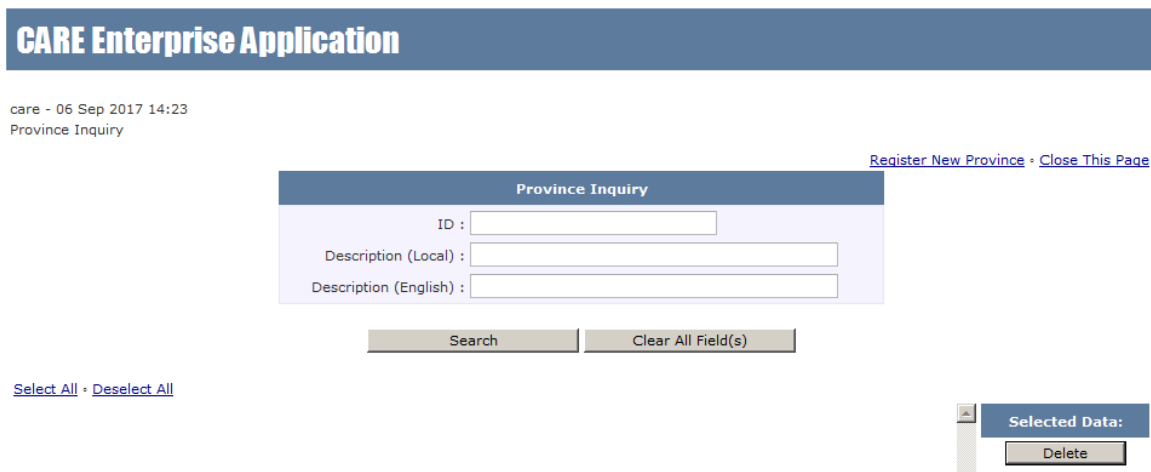 CARE Enterprise Application
care - 06 Sep 2017 14:23
Province Inquiry
Register New Province • Close This Page
Province Inquiry
ID :
Description (Local) :
Description (English) :
Search Clear All Field(s)
Select All • Deselect All
Selected Data:
Delete